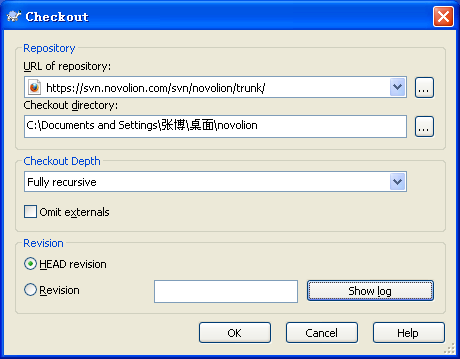 Checkout
Repository
URL of repository:
https://svn.novolion.com/svn/novolion/trunk/
...
Checkout directory:
C:\Documents and Settings\张博\桌面\novolion
...
Checkout Depth
Fully recursive
Omit externals
Revision
HEAD revision
Revision
Show log
OK Cancel Help